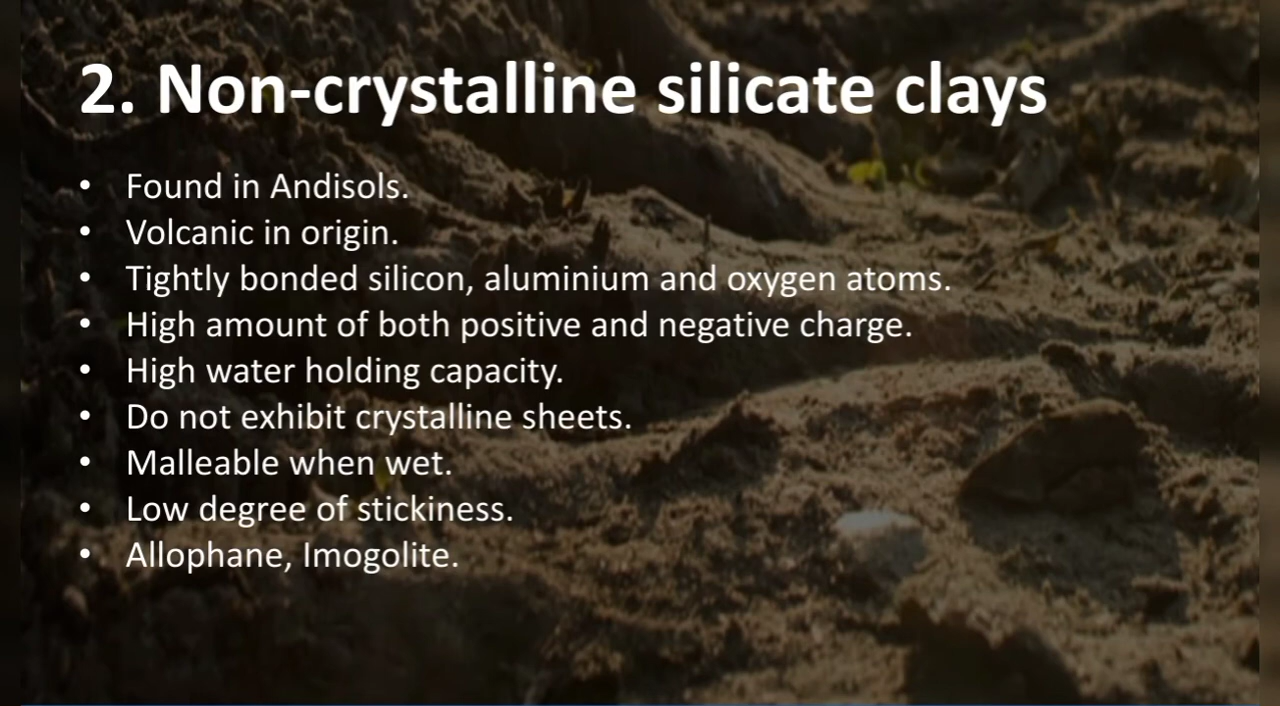 2. Non-crystalline silicate clays
• Found in Andisols.
• Volcanic in origin.
• Tightly bonded silicon, aluminium and oxygen atoms.
• High amount of both positive and negative charge.
• High water holding capacity.
• Do not exhibit crystalline sheets.
• Malleable when wet.
• Low degree of stickiness.
• Allophane, Imogolite.